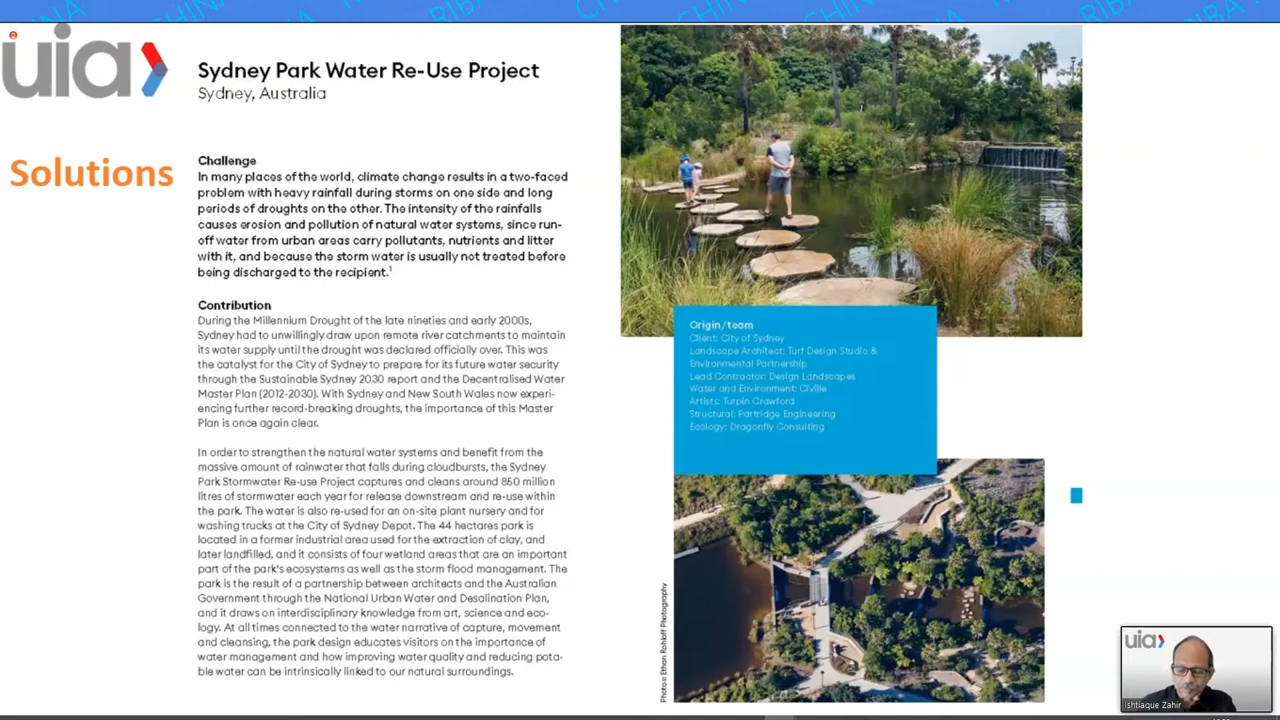 CHINA
RIBA
CHINA
RIBA
CHINA
RIBA
uia
Sydney Park Water Re-Use Project
Sydney, Australia
Solutions
Challenge
In many places of the world, climate change results in a two-faced
problem with heavy rainfall during storms on one side and long
periods of droughts on the other. The intensity of the rainfalls
causes erosion and pollution of natural water systems, since run-
off water from urban areas carry pollutants, nutrients and litter
with it, and because the storm water is usually not treated before
being discharged to the recipient.¹
Contribution
During the Millennium Drought of the late nineties and early 2000s,
Sydney had to unwillingly draw upon remote river catchments to maintain
its water supply until the drought was declared officially over. This was
the catalyst for the City of Sydney to prepare for its future water security
through the Sustainable Sydney 2030 report and the Decentralised Water
Master Plan (2012-2030). With Sydney and New South Wales now experi-
encing further record-breaking droughts, the importance of this Master
Plan is once again clear.
In order to strengthen the natural water systems and benefit from the
massive amount of rainwater that falls during cloudbursts, the Sydney
Park Stormwater Re-use Project captures and cleans around 850 million
litres of stormwater each year for release downstream and re-use within
the park. The water is also re-used for an on-site plant nursery and for
washing trucks at the City of Sydney Depot. The 44 hectares park is
located in a former industrial area used for the extraction of clay, and
later landfilled, and it consists of four wetland areas that are an important
part of the park's ecosystems as well as the storm flood management. The
park is the result of a partnership between architects and the Australian
Government through the National Urban Water and Desalination Plan,
and it draws on interdisciplinary knowledge from art, science and eco-
logy. At all times connected to the water narrative of capture, movement
and cleansing, the park design educates visitors on the importance of
water management and how improving water quality and reducing pota-
ble water can be intrinsically linked to our natural surroundings.
Origin/team
Client: City of Sydney
Landscape Architect: Turf Design Studio &
Environmental Partnership
Lead Contractor: Design Landscapes
Water and Environment: Civille
Artists: Turpin Crawford
Structural: Partridge Engineering
Ecology: Dragonfly Consulting
Photos: Ethan Rohloff Photography
uia
Ishtiaque Zahir